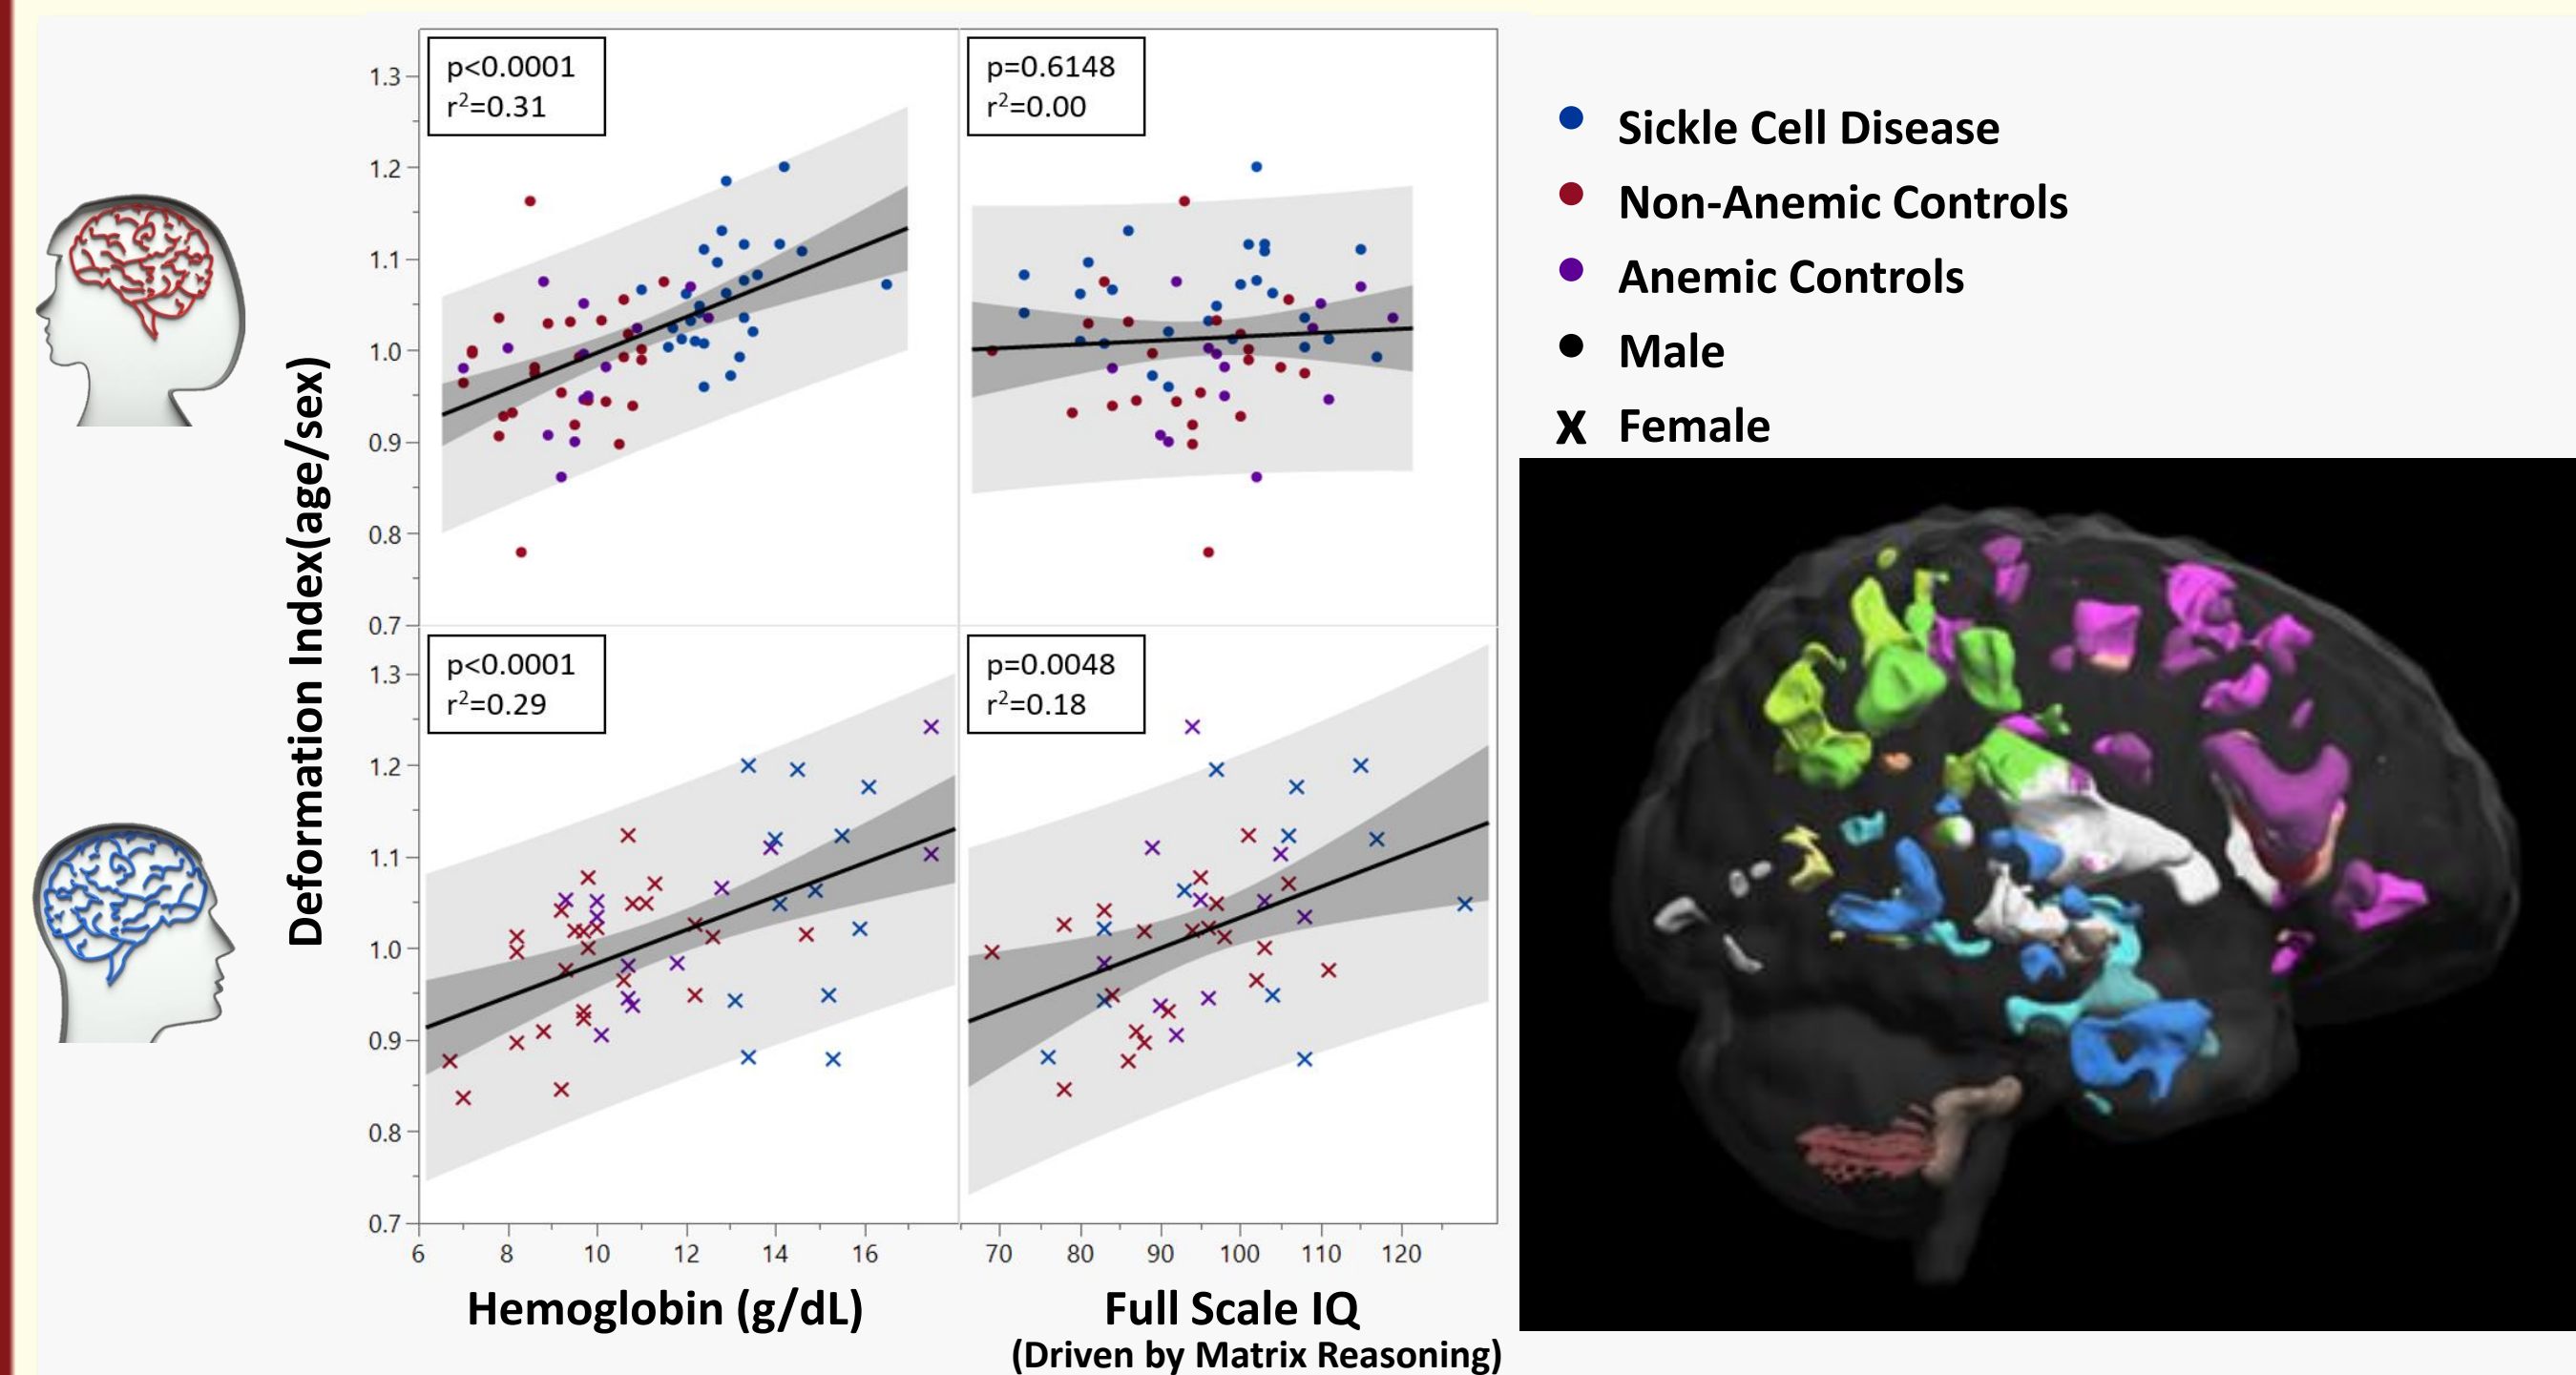 p<0.0001
r²=0.31
p=0.6148
r²=0.00
1.3
1.2
1.1
1.0
0.9
0.8
0.7
p<0.0001
r²=0.29
p=0.0048
r²=0.18
1.3
1.2
1.1
1.0
0.9
0.8
0.7
Deformation Index(age/sex)
6 8 10 12 14 16
70 80 90 100 110 120
Hemoglobin (g/dL)
Full Scale IQ
(Driven by Matrix Reasoning)
Sickle Cell Disease
Non-Anemic Controls
Anemic Controls
Male
X Female